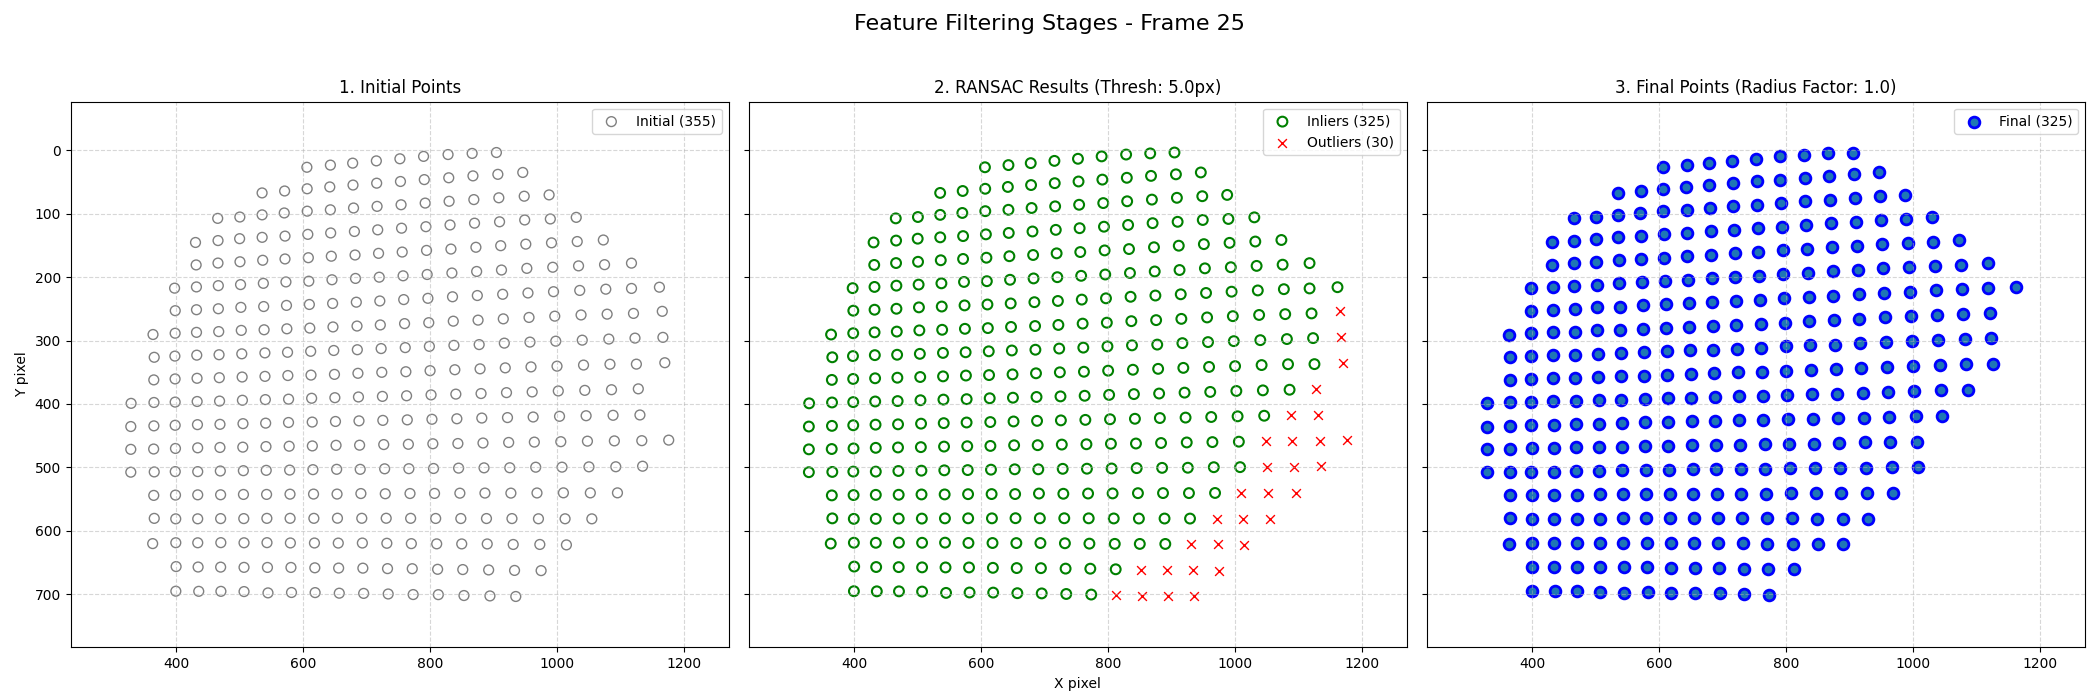 Feature Filtering Stages - Frame 25
1. Initial Points
Initial (355)
0
100
200
300
400
500
600
700
Y pixel
400
600
800
1000
1200
2. RANSAC Results (Thresh: 5.0px)
Inliers (325)
Outliers (30)
400
600
800
1000
1200
X pixel
3. Final Points (Radius Factor: 1.0)
Final (325)
400
600
800
1000
1200